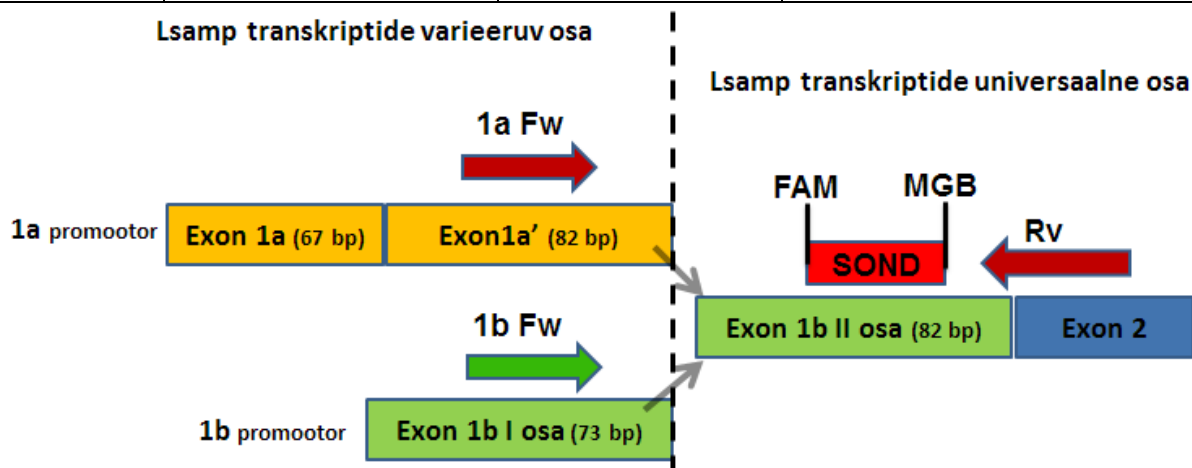 Lsamp transkriptide varieeruv osa
Lsamp transkriptide universaalne osa
1a Fw
FAM
MGB
1a promootor
Exon 1a (67 bp)
Exon1a’ (82 bp)
Rv
SOND
1b Fw
Exon 1b II osa (82 bp)
Exon 2
1b promootor
Exon 1b I osa (73 bp)